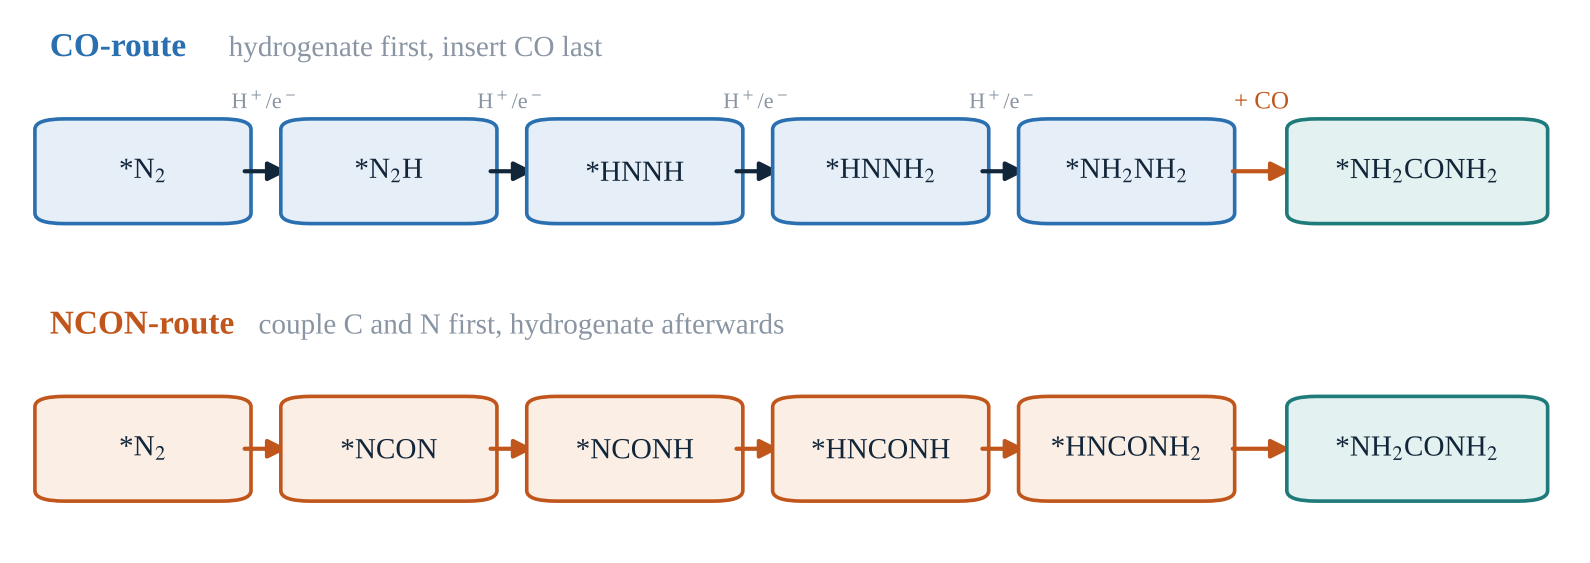 CO-route hydrogenate first, insert CO last
H⁺/e⁻ H⁺/e⁻ H⁺/e⁻ H⁺/e⁻ + CO
*N₂ *N₂H *HNNH *HNNH₂ *NH₂NH₂ *NH₂CONH₂
NCON-route couple C and N first, hydrogenate afterwards
*N₂ *NCON *NCONH *HNCONH *HNCONH₂ *NH₂CONH₂